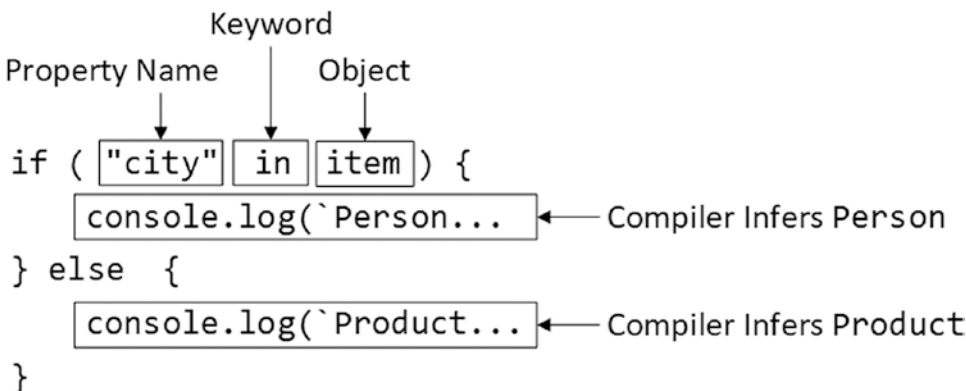 Keyword
Property Name Object
if ( "city" in item ) {
console.log(`Person... Compiler Infers Person
} else {
console.log(`Product... Compiler Infers Product
}